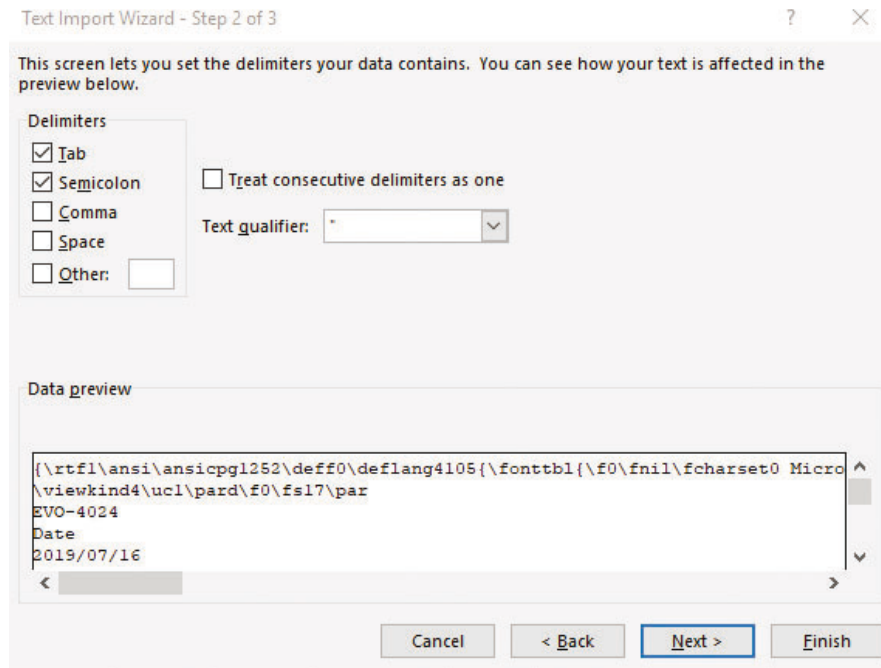 Text Import Wizard - Step 2 of 3
?
This screen lets you set the delimiters your data contains. You can see how your text is affected in the
preview below.
Delimiters
Tab
Semicolon
Comma
Space
Other:
Treat consecutive delimiters as one
Text qualifier: "
Data preview
{\rtf1\ansi\ansicpg1252\deff0\deflang4105{\fonttbl{\f0\fnil\fcharset0 Micro
\viewkind4\uc1\pard\f0\fs17\par
EVO-4024
Date
2019/07/16
Cancel
< Back
Next >
Finish